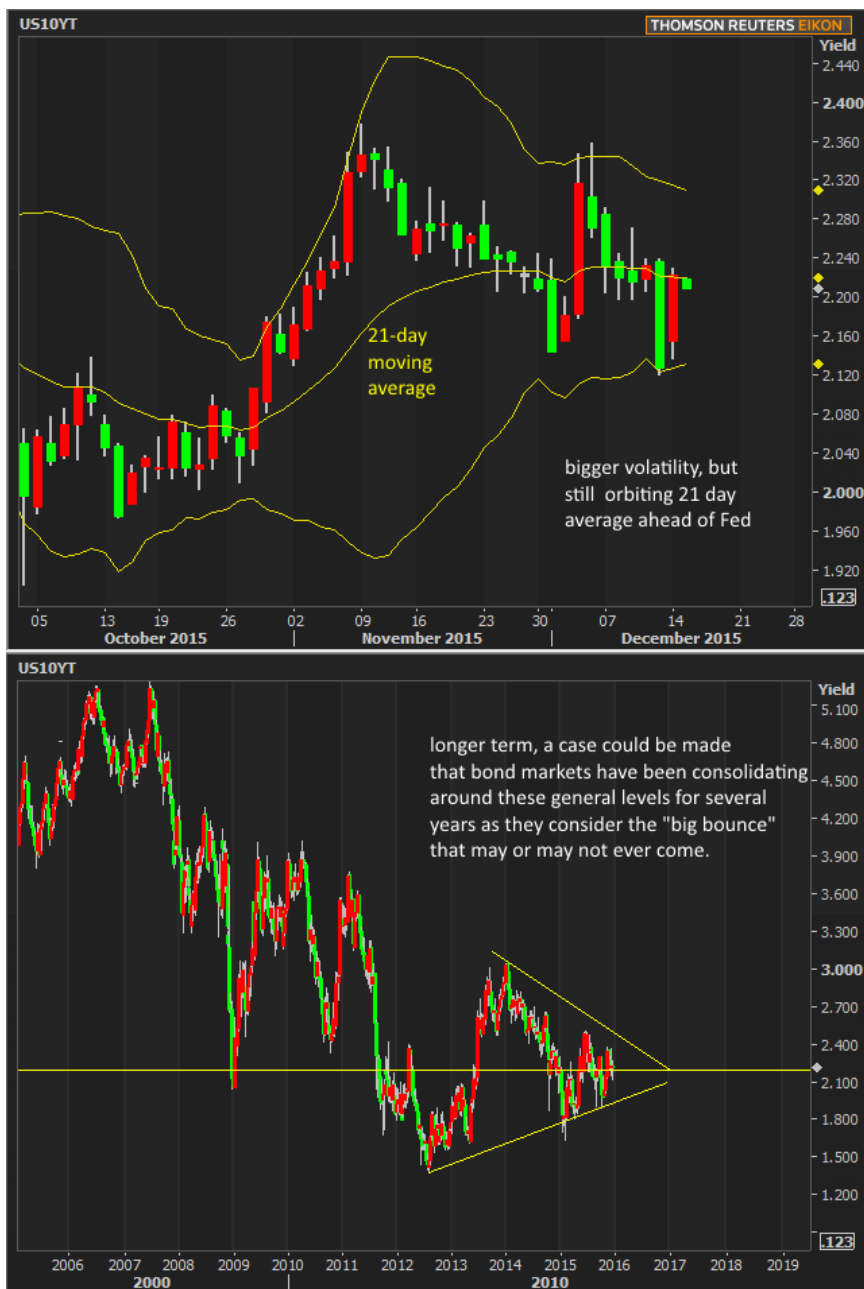 US10YT
THOMSON REUTERS EIKON
Yield
2.440
2.400
2.360
2.320
2.280
2.240
2.200
2.160
2.120
2.080
2.040
2.000
1.960
1.920
.123
21-day
moving
average
bigger volatility, but
still orbiting 21 day
average ahead of Fed
05 13 19 26 02 09 16 23 30 07 14 21 28
October 2015 November 2015 December 2015
US10YT
Yield
5.100
4.800
4.500
4.200
3.900
3.600
3.300
3.000
2.700
2.400
2.100
1.800
1.500
1.200
.123
longer term, a case could be made
that bond markets have been consolidating
around these general levels for several
years as they consider the "big bounce"
that may or may not ever come.
2006 2007 2008 2009 2010 2011 2012 2013 2014 2015 2016 2017 2018 2019
2000 2010